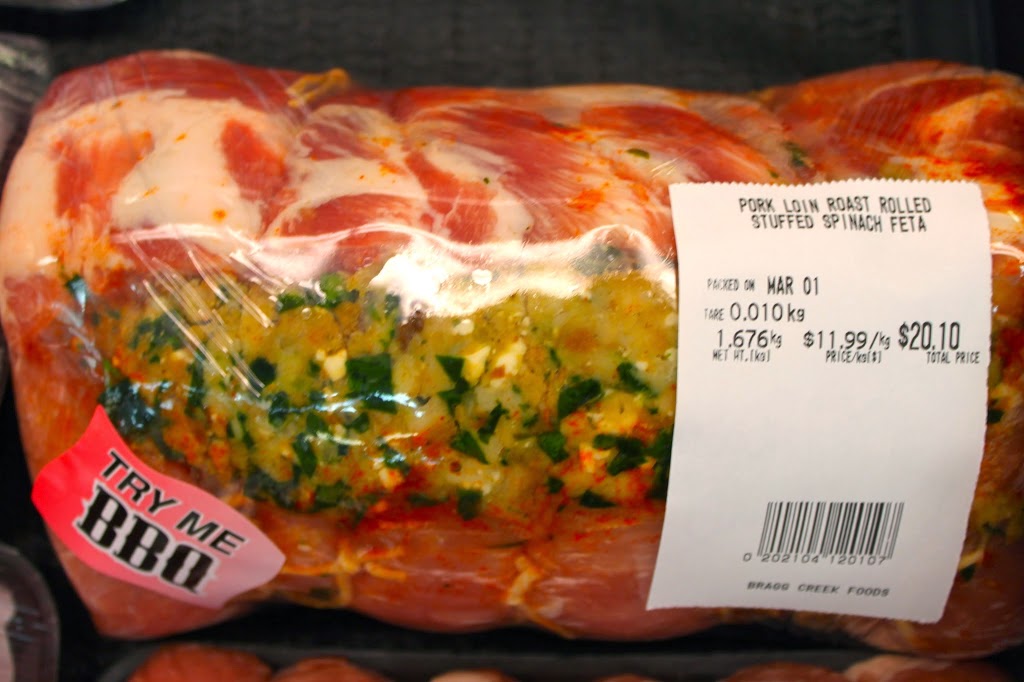 PORK LOIN ROAST ROLLED
STUFFED SPINACH FETA
PACKED ON MAR 01
TARE 0.010kg
1.676kg $11.99/kg $20.10
NET WT.(kg) PRICE/kg($) TOTAL PRICE
TRY ME
BBQ
0 202104 120107
BRAGG CREEK FOODS